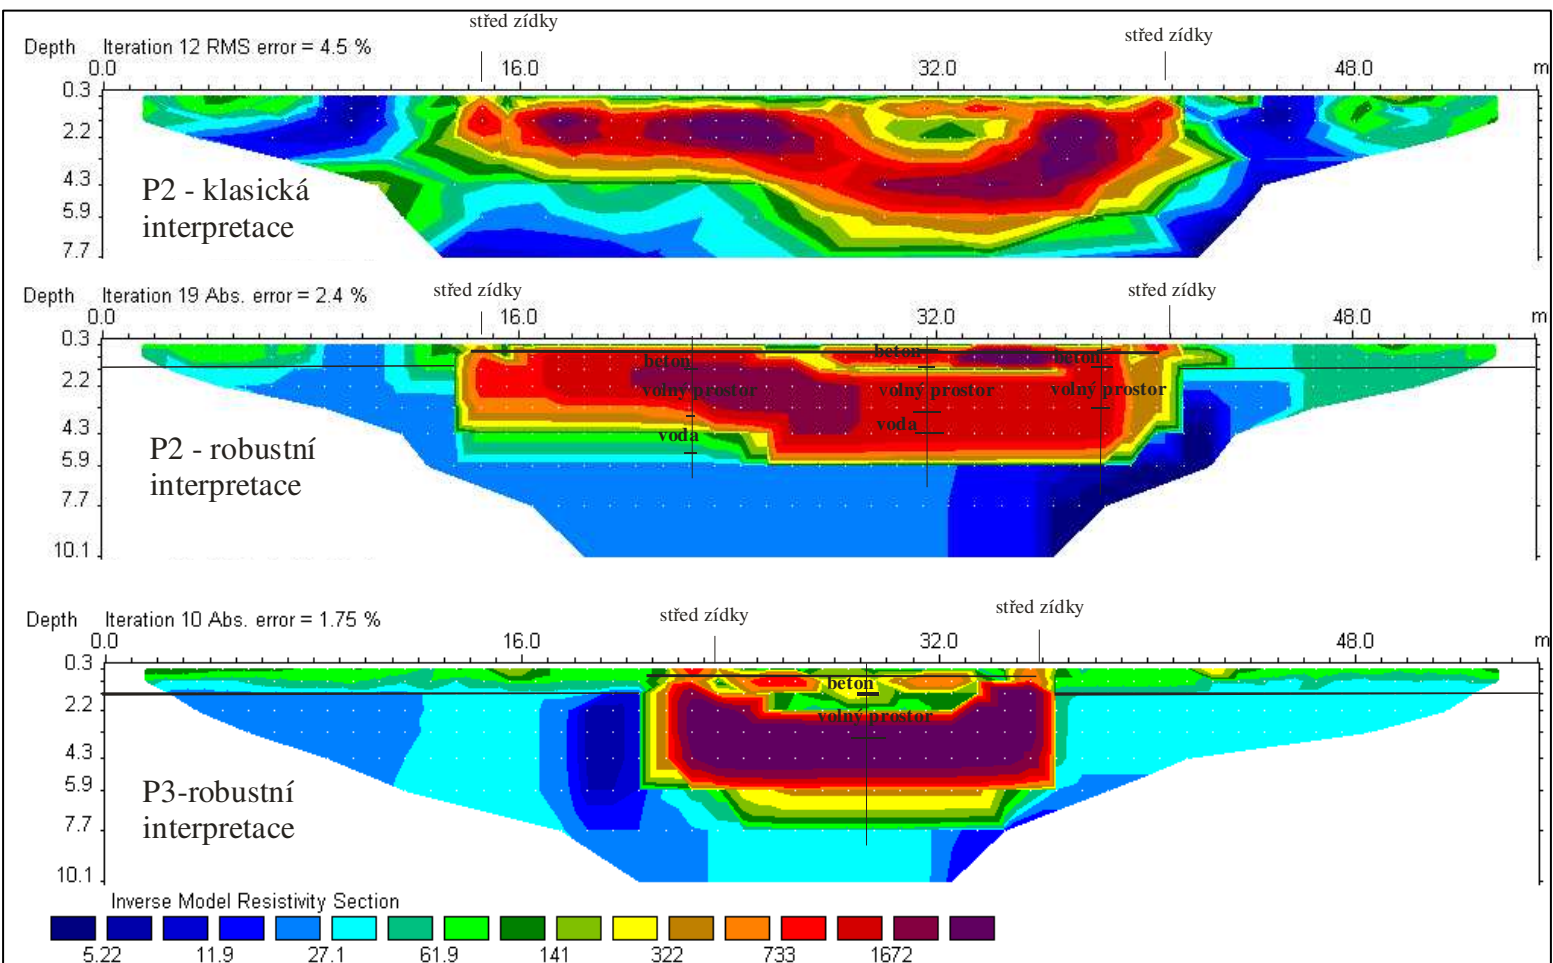 střed zídky
střed zídky
Depth Iteration 12 RMS error = 4.5 %
0.0 16.0 32.0 48.0 m
0.3
2.2
4.3
5.9
7.7
P2 - klasická
interpretace
Depth Iteration 19 Abs. error = 2.4 %
střed zídky
střed zídky
0.0 16.0 32.0 48.0 m
0.3
2.2
4.3
5.9
7.7
10.1
beton beton beton
volný prostor volný prostor volný prostor
voda voda
P2 - robustní
interpretace
Depth Iteration 10 Abs. error = 1.75 %
střed zídky
střed zídky
0.0 16.0 32.0 48.0 m
0.3
2.2
4.3
5.9
7.7
10.1
beton
volný prostor
P3-robustní
interpretace
Inverse Model Resistivity Section
5.22 11.9 27.1 61.9 141 322 733 1672